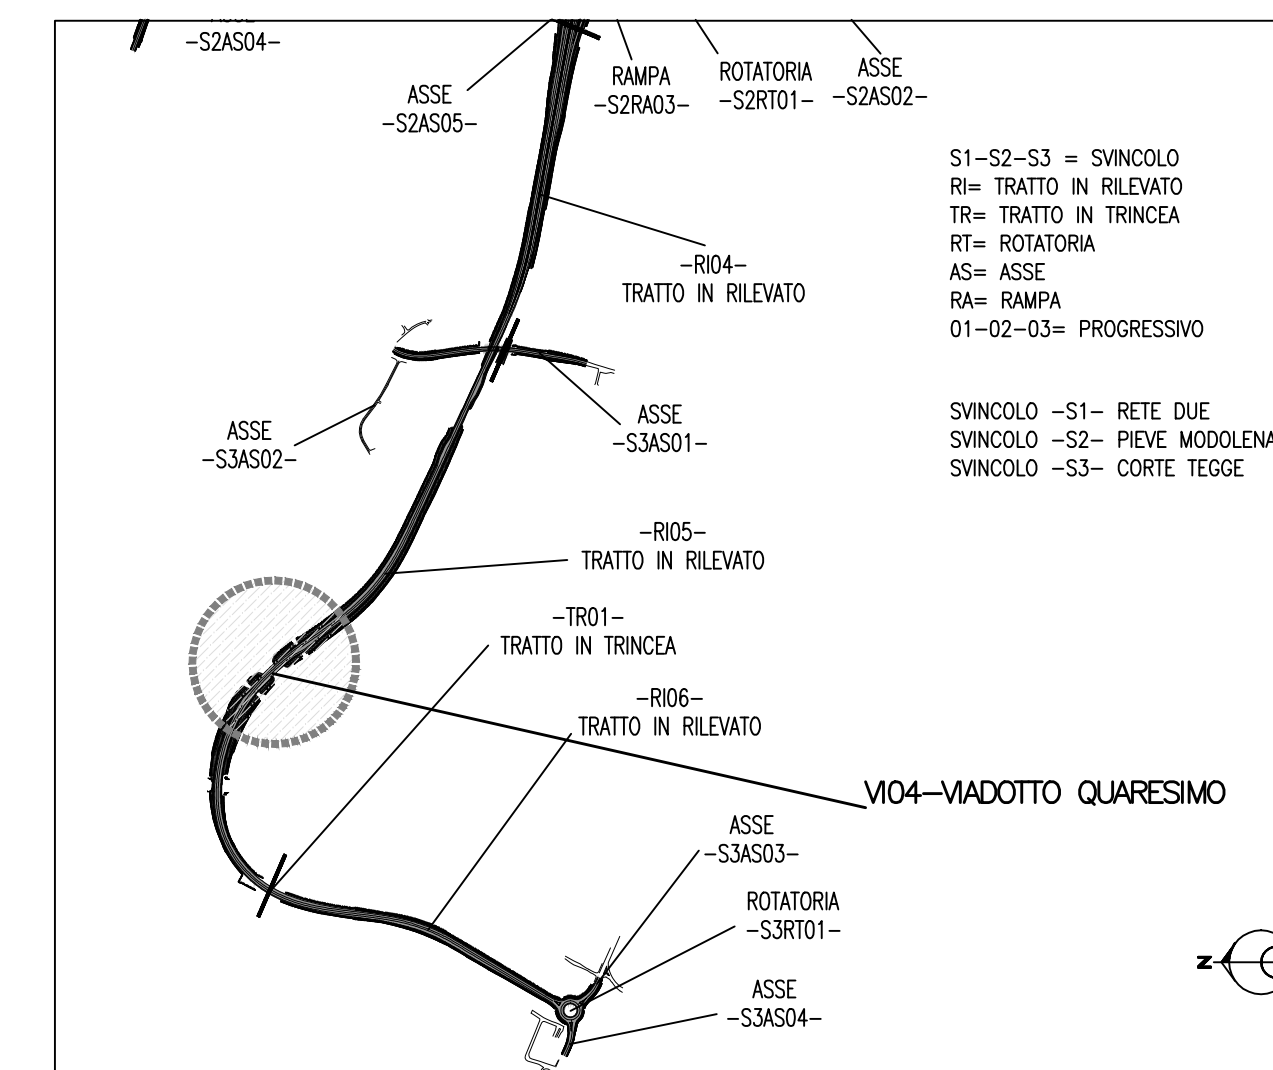 -S2AS04-
ASSE
-S2AS05-
RAMPA
-S2RA03-
ROTATORIA
-S2RT01-
ASSE
-S2AS02-
S1-S2-S3 = SVINCOLO
RI= TRATTO IN RILEVATO
TR= TRATTO IN TRINCEA
RT= ROTATORIA
AS= ASSE
RA= RAMPA
01-02-03= PROGRESSIVO
-RI04-
TRATTO IN RILEVATO
ASSE
-S3AS01-
ASSE
-S3AS02-
SVINCOLO -S1- RETE DUE
SVINCOLO -S2- PIEVE MODOLENA
SVINCOLO -S3- CORTE TEGGE
-RI05-
TRATTO IN RILEVATO
-TR01-
TRATTO IN TRINCEA
-RI06-
TRATTO IN RILEVATO
VI04-VIADOTTO QUARESIMO
ASSE
-S3AS03-
ROTATORIA
-S3RT01-
N
ASSE
-S3AS04-